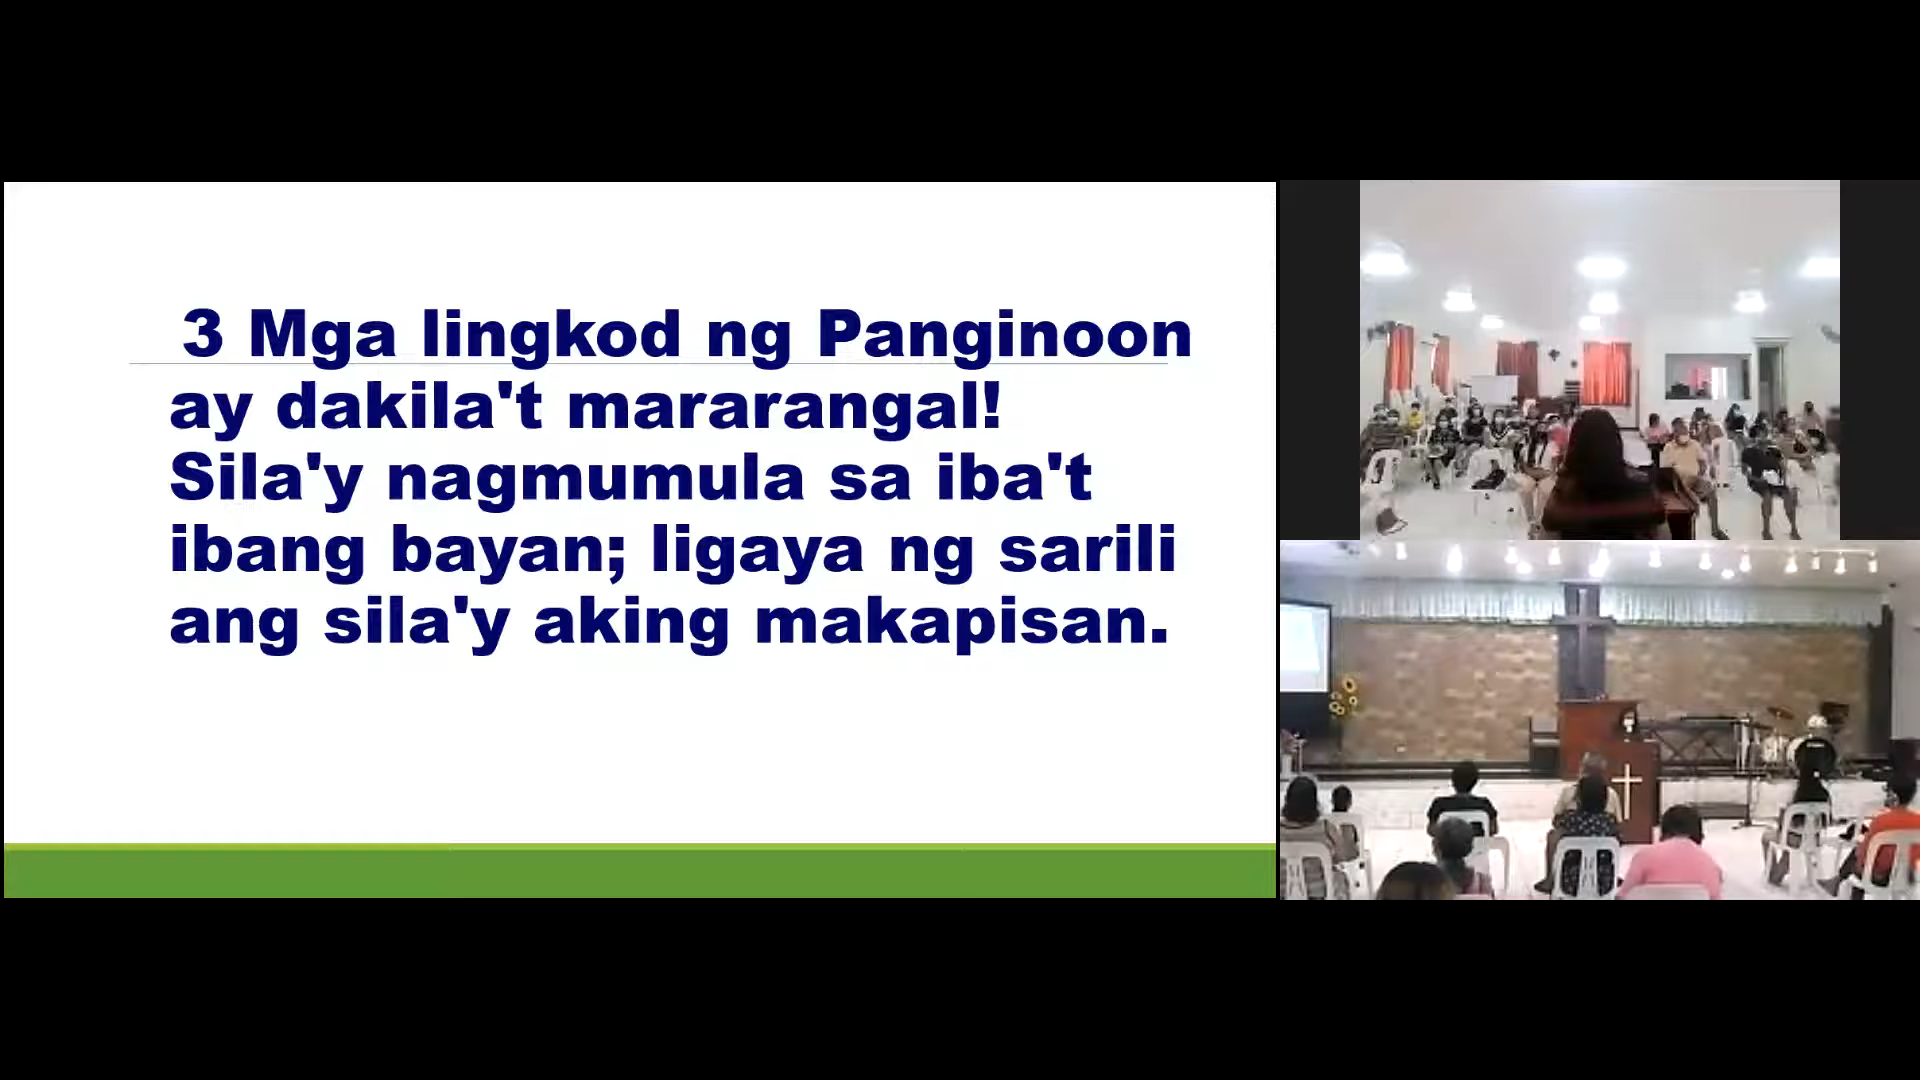 3 Mga lingkod ng Panginoon
ay dakila't mararangal!
Sila'y nagmumula sa iba't
ibang bayan; ligaya ng sarili
ang sila'y aking makapisan.